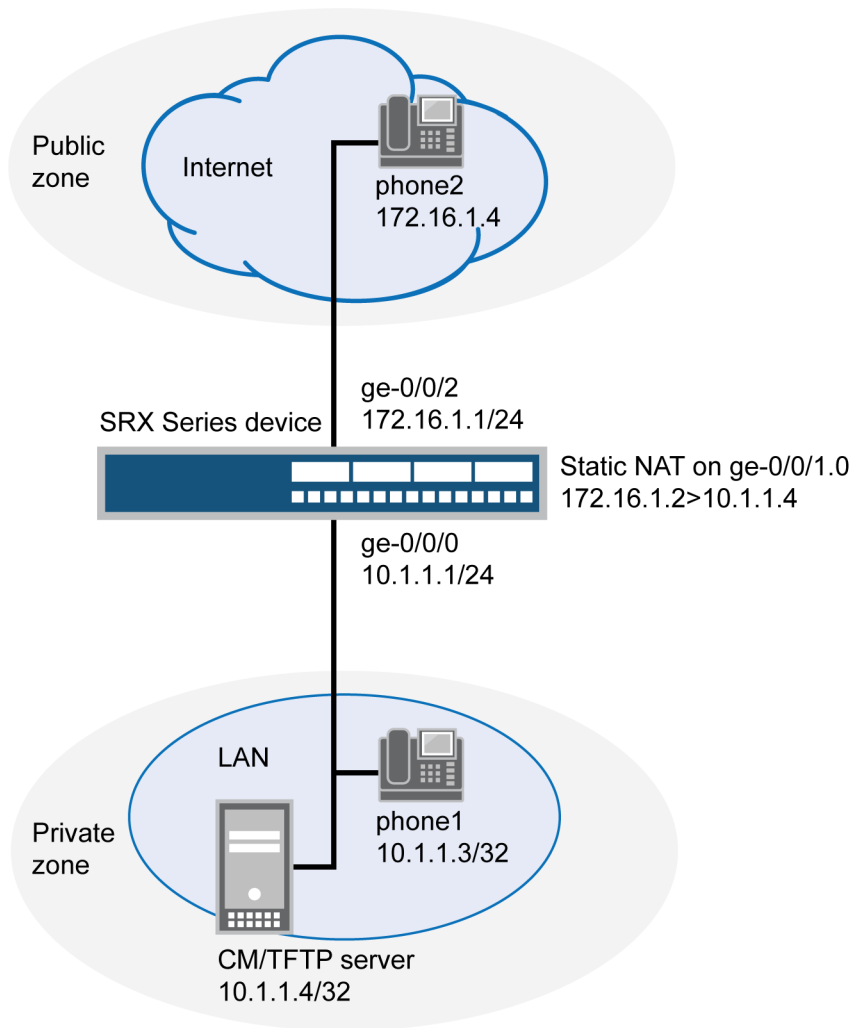 Public
zone
Internet
phone2
172.16.1.4
ge-0/0/2
172.16.1.1/24
SRX Series device
Static NAT on ge-0/0/1.0
172.16.1.2>10.1.1.4
ge-0/0/0
10.1.1.1/24
LAN
phone1
10.1.1.3/32
Private
zone
CM/TFTP server
10.1.1.4/32